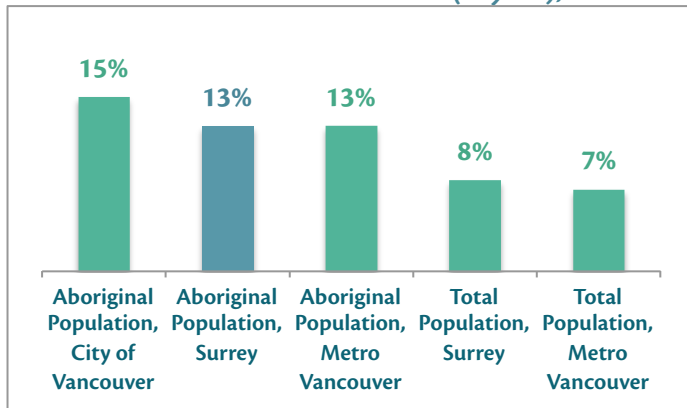 15%
13%
13%
8%
7%
Aboriginal Population, City of Vancouver
Aboriginal Population, Surrey
Aboriginal Population, Metro Vancouver
Total Population, Surrey
Total Population, Metro Vancouver